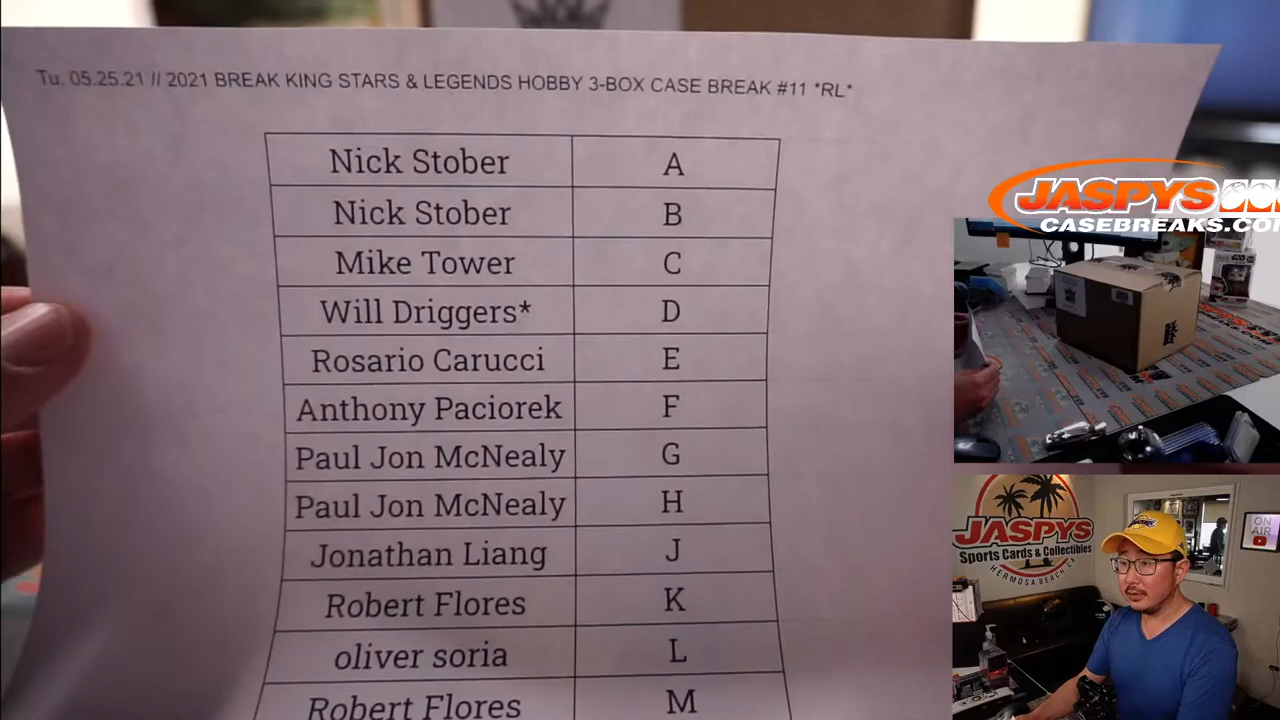 Tu. 05.25.21 // 2021 BREAK KING STARS & LEGENDS HOBBY 3-BOX CASE BREAK #11 *RL*
Nick Stober A
Nick Stober B
Mike Tower C
Will Driggers* D
Rosario Carucci E
Anthony Paciorek F
Paul Jon McNealy G
Paul Jon McNealy H
Jonathan Liang J
Robert Flores K
oliver soria L
Robert Flores M
JASPYS
CASEBREAKS.COM
JASPYS
Sports Cards & Collectibles
HERMOSA BEACH CA
ON
AIR